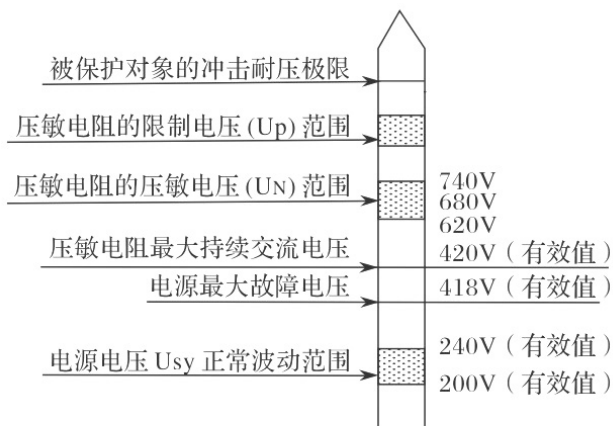 被保护对象的冲击耐压极限
压敏电阻的限制电压(Up)范围
压敏电阻的压敏电压(UN)范围
740V
680V
620V
压敏电阻最大持续交流电压
420V(有效值)
电源最大故障电压
418V(有效值)
电源电压 Usy 正常波动范围
240V(有效值)
200V(有效值)